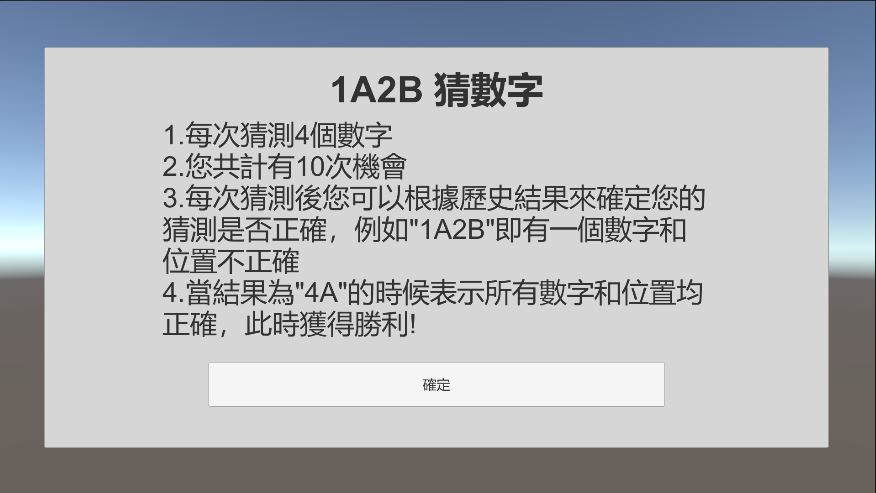 1A2B 猜數字
1.每次猜測4個數字
2.您共計有10次機會
3.每次猜測後您可以根據歷史結果來確定您的
猜測是否正確，例如"1A2B"即有一個數字和
位置不正確
4.當結果為"4A"的時候表示所有數字和位置均
正確，此時獲得勝利!
確定